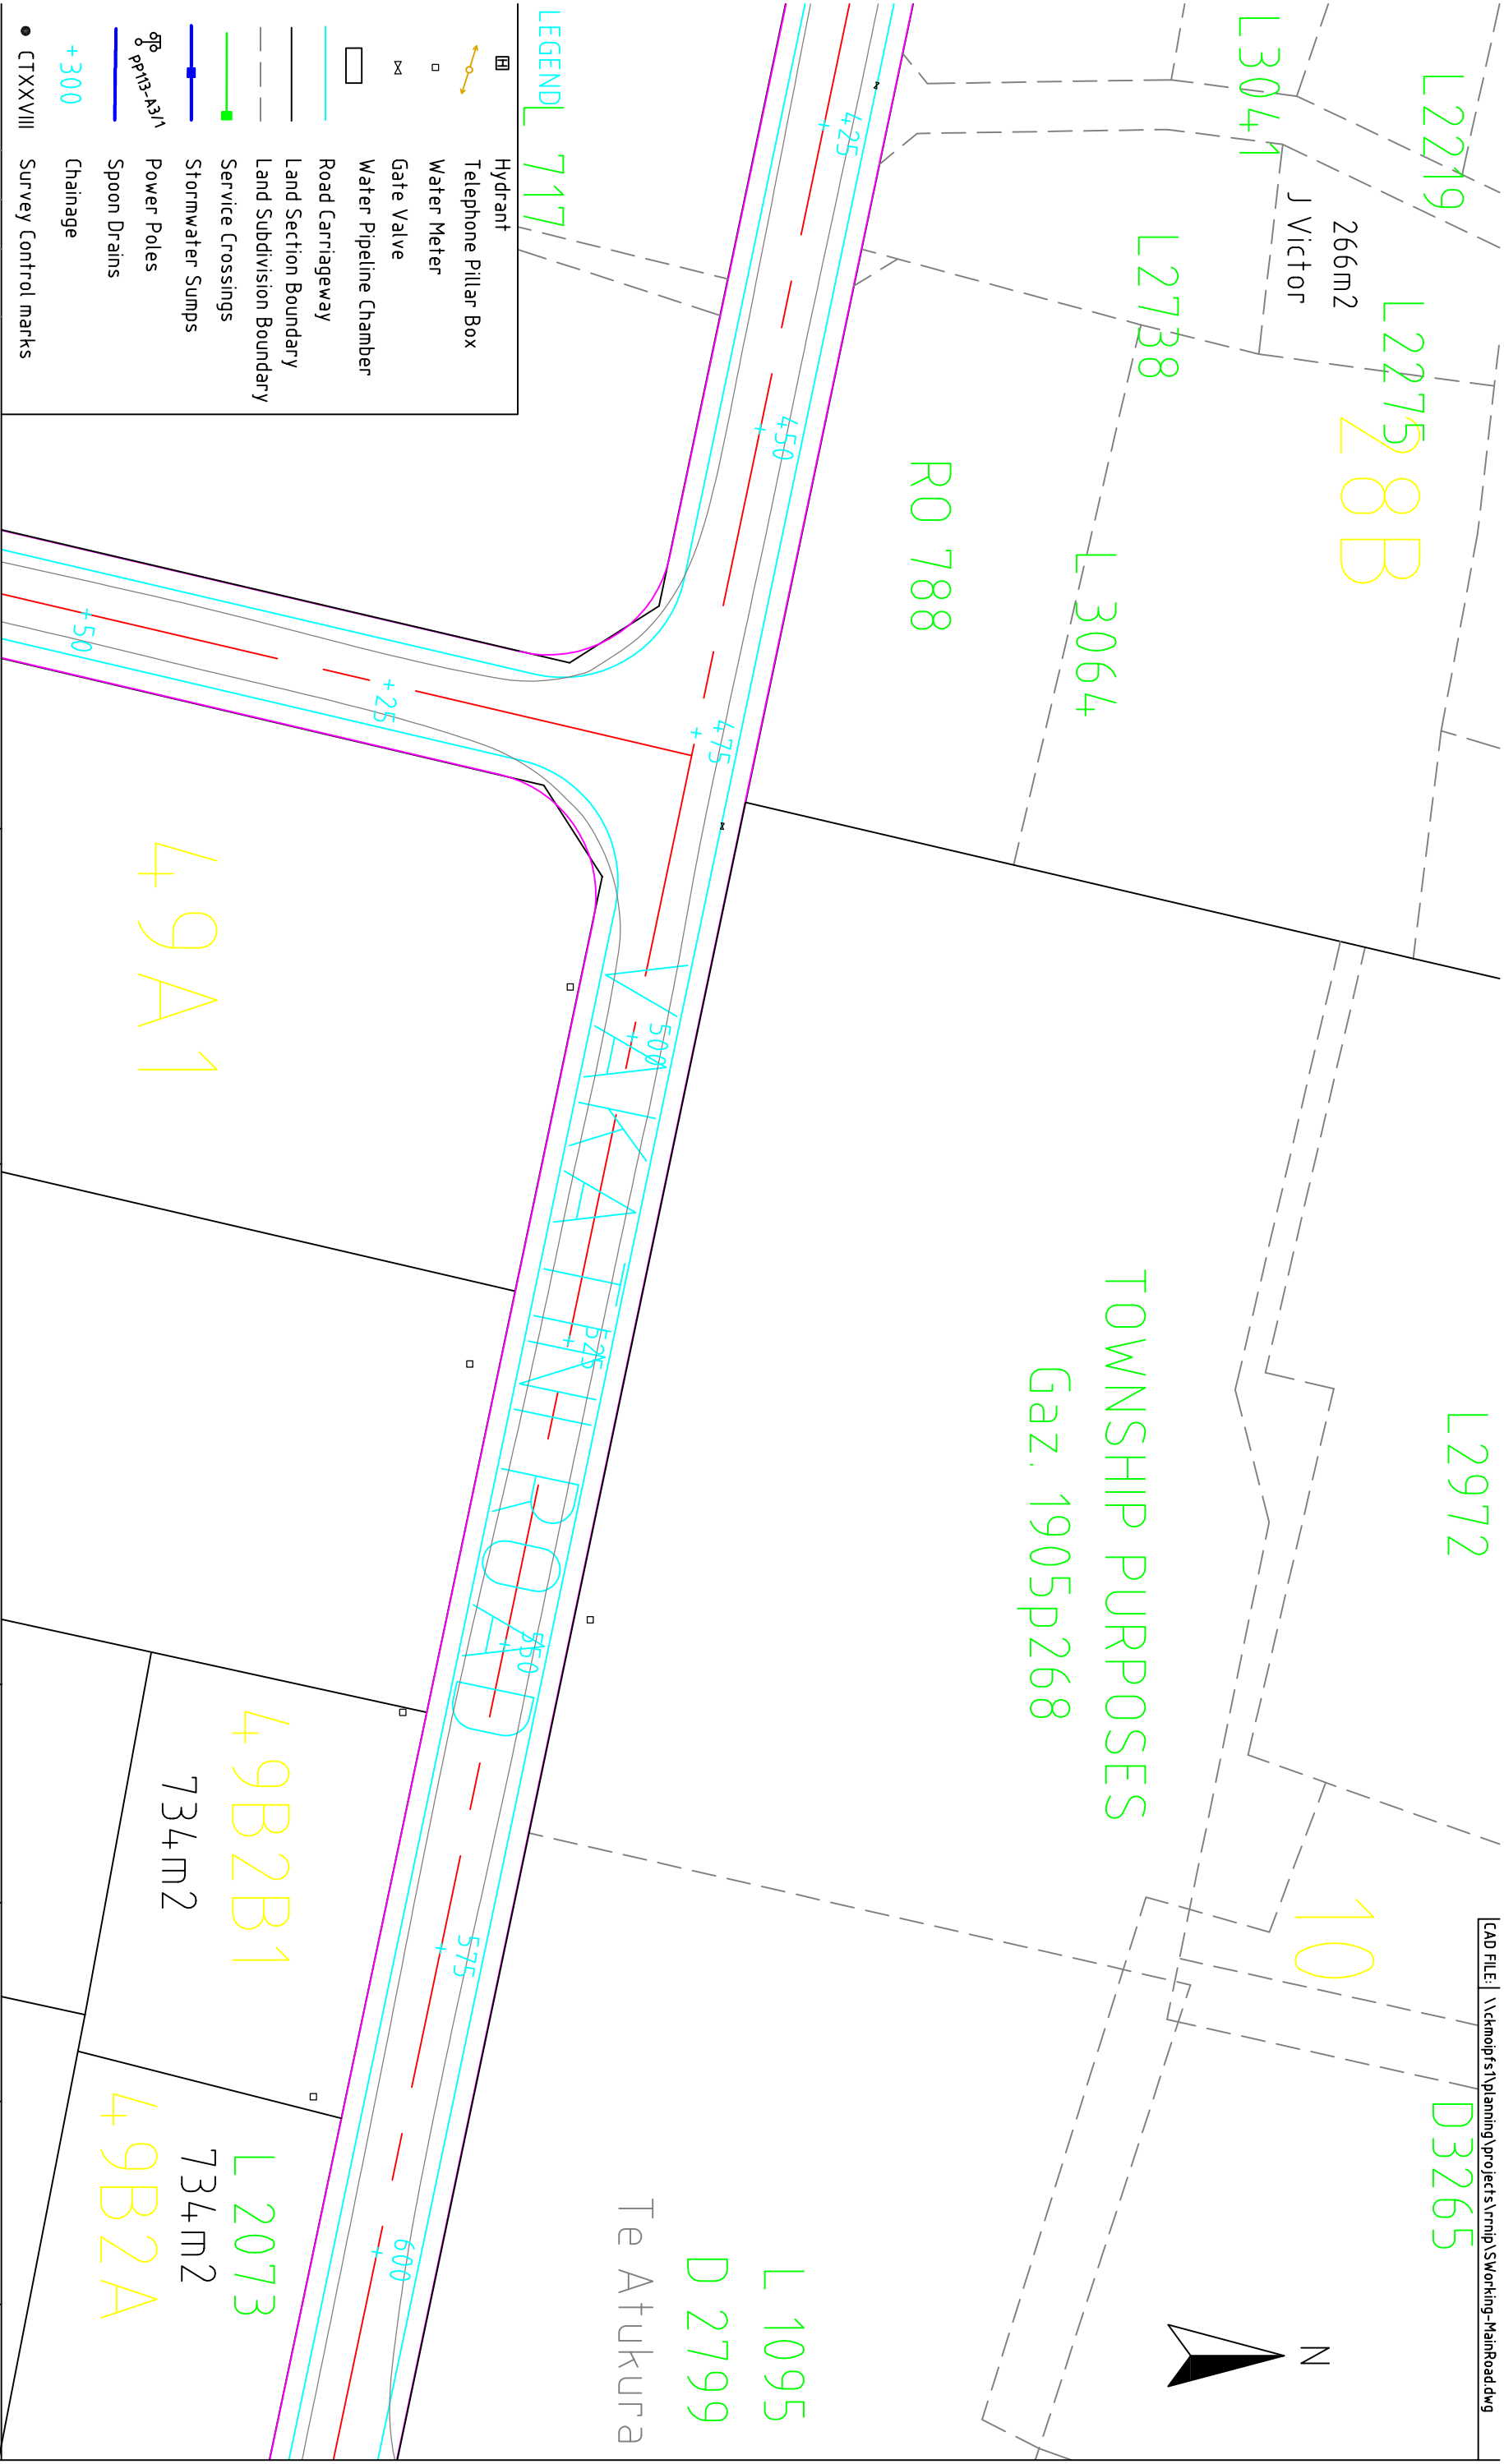 CAD FILE: \\ckmoipfs1\planning\projects\rrnip\SWorking-MainRoad.dwg
L2219
L3041
266m2
J Victor
L2275
28B
L2738
RO 788
L 3064
L2972
TOWNSHIP PURPOSES
Gaz. 1905p268
10
D3265
N
L 1095
D 2799
Te Atukura
425
450
475
500
525
550
575
600
+25
+50
VAKATINI ROAD
L 717
49A1
49B2B1
734m2
L 2073
734m2
49B2A
LEGEND
Hydrant
Telephone Pillar Box
Water Meter
Gate Valve
Water Pipeline Chamber
Road Carriageway
Land Section Boundary
Land Subdivision Boundary
Service Crossings
Stormwater Sumps
PP113-A3/1 Power Poles
Spoon Drains
+300 Chainage
CTXXVIII Survey Control marks